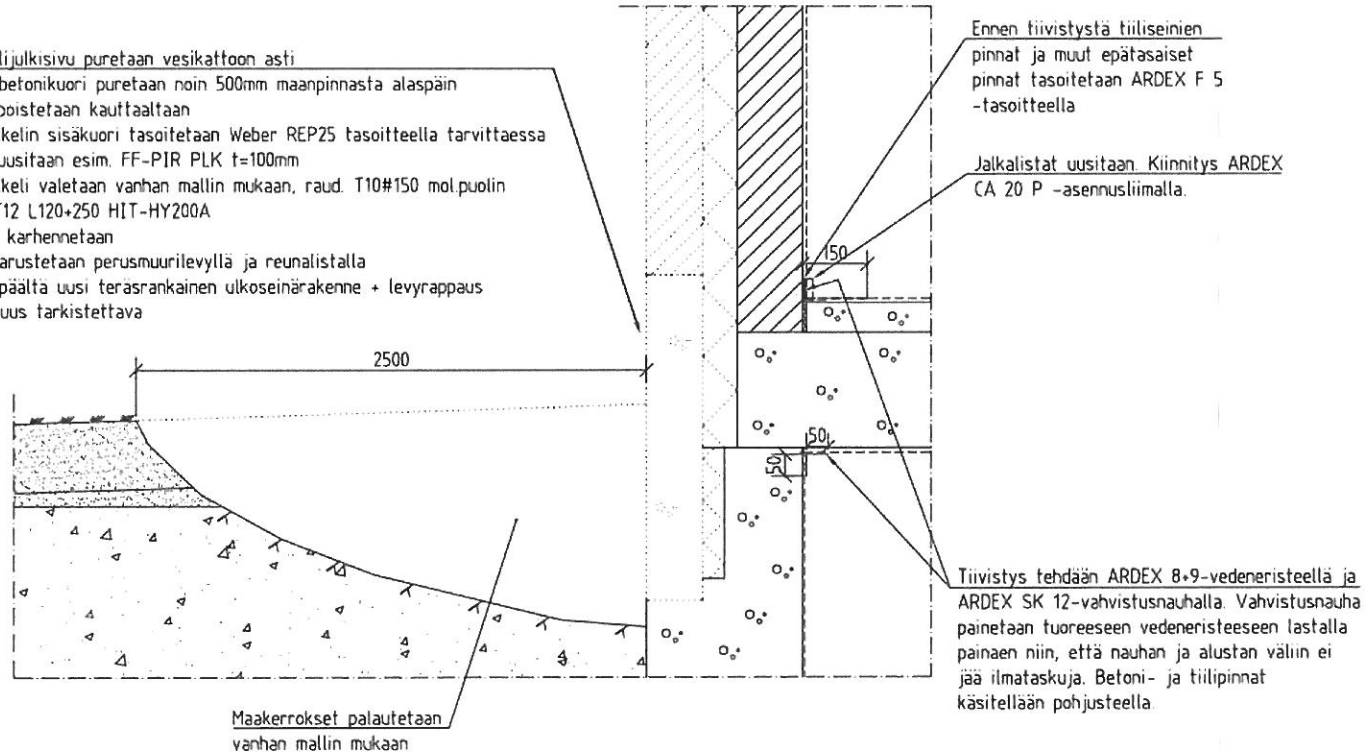 lijulkisivu puretaan vesikattoon asti
betonikuori puretaan noin 500mm maanpinnasta alaspäin
poistetaan kauttaaltaan
kelin sisäkuori tasoitetaan Weber REP25 tasoitteella tarvittaessa
uusitaan esim. FF-PIR PLK t=100mm
keli valetaan vanhan mallin mukaan, raud. T10#150 mol.puolin
T12 L120+250 HIT-HY200A
karhennetaan
arustetaan perusmuurilevyllä ja reunalistalla
päältä uusi teräsrankainen ulkoseinärakenne + levyrappaus
uus tarkistettava
2500
Maakerrokset palautetaan
vanhan mallin mukaan
Ennen tiivistystä tiiliseinien
pinnat ja muut epätasaiset
pinnat tasoitetaan ARDEX F 5
-tasoitteella
Jalkalistat uusitaan. Kiinnitys ARDEX
CA 20 P -asennusliimalla.
150
50
50
Tiivistys tehdään ARDEX 8+9-vedeneristeellä ja
ARDEX SK 12-vahvistusnauhalla. Vahvistusnauha
painetaan tuoreeseen vedeneristeeseen lastalla
painaen niin, että nauhan ja alustan väliin ei
jää ilmataskuja. Betoni- ja tiilipinnat
käsitellään pohjusteella.